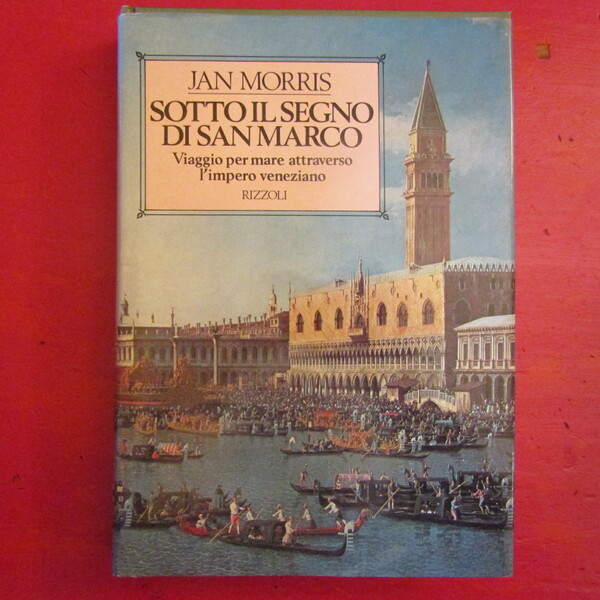 JAN MORRIS
SOTTO IL SEGNO
DI SAN MARCO
Viaggio per mare attraverso
l'impero veneziano
RIZZOLI